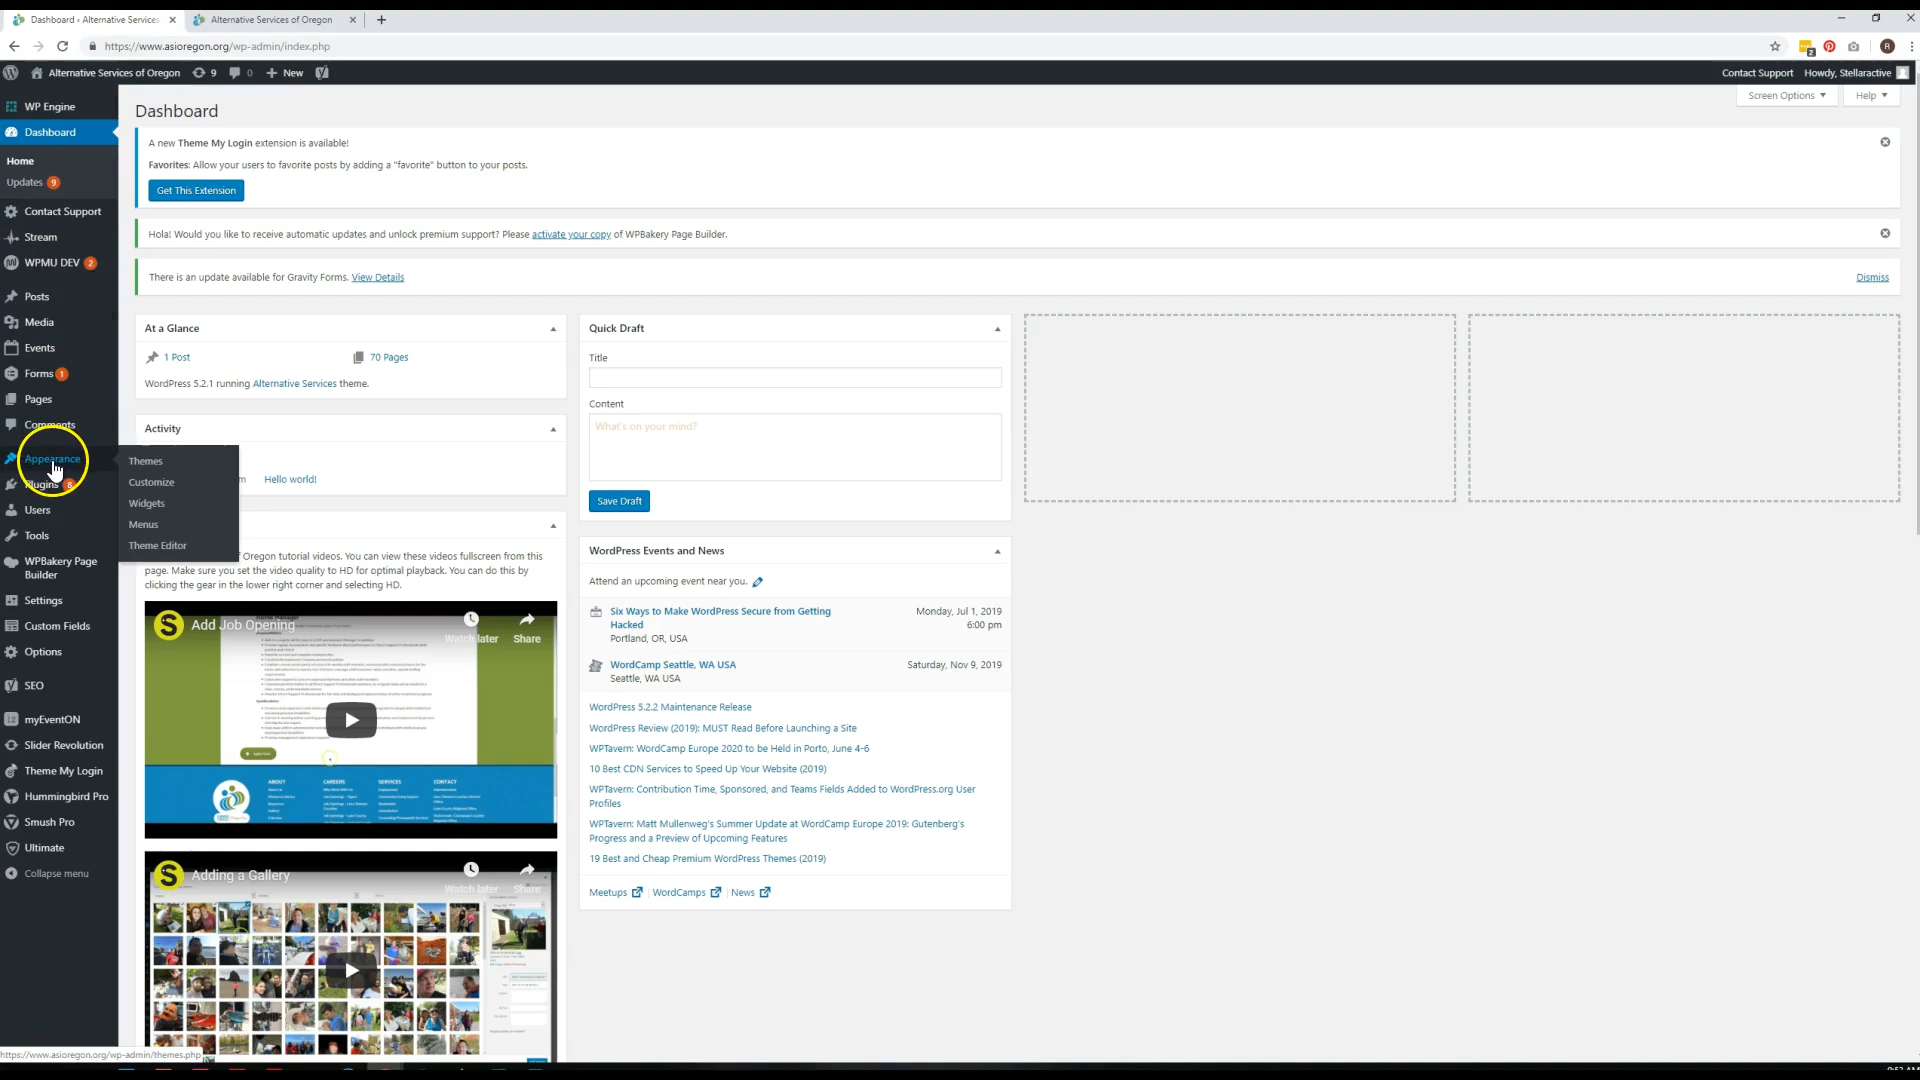 Dashboard ‹ Alternative Services
Alternative Services of Oregon
https://www.asioregon.org/wp-admin/index.php
2
R
Alternative Services of Oregon
9
0
New
Contact Support
Howdy, Stellaractive
WP Engine
Dashboard
Home
Updates 9
Contact Support
Stream
WPMU DEV 2
Posts
Media
Events
Forms 1
Pages
Comments
Appearance
Plugins 8
Users
Tools
WPBakery Page
Builder
Settings
Custom Fields
Options
SEO
myEventON
Slider Revolution
Theme My Login
Hummingbird Pro
Smush Pro
Ultimate
Collapse menu
Themes
Customize
Widgets
Menus
Theme Editor
Dashboard
Screen Options
Help
A new Theme My Login extension is available!
Favorites: Allow your users to favorite posts by adding a "favorite" button to your posts.
Get This Extension
Hola! Would you like to receive automatic updates and unlock premium support? Please activate your copy of WPBakery Page Builder.
There is an update available for Gravity Forms. View Details
Dismiss
At a Glance
1 Post
70 Pages
WordPress 5.2.1 running Alternative Services theme.
Activity
m
Hello world!
of Oregon tutorial videos. You can view these videos fullscreen from this
page. Make sure you set the video quality to HD for optimal playback. You can do this by
clicking the gear in the lower right corner and selecting HD.
S
Add Job Opening
Watch later
Share
ABOUT
CAREERS
SERVICES
CONTACT
S
Adding a Gallery
Watch later
Share
Quick Draft
Title
Content
What's on your mind?
Save Draft
WordPress Events and News
Attend an upcoming event near you.
Six Ways to Make WordPress Secure from Getting
Hacked
Portland, OR, USA
Monday, Jul 1, 2019
6:00 pm
WordCamp Seattle, WA USA
Seattle, WA USA
Saturday, Nov 9, 2019
WordPress 5.2.2 Maintenance Release
WordPress Review (2019): MUST Read Before Launching a Site
WPTavern: WordCamp Europe 2020 to be Held in Porto, June 4-6
10 Best CDN Services to Speed Up Your Website (2019)
WPTavern: Contribution Time, Sponsored, and Teams Fields Added to WordPress.org User
Profiles
WPTavern: Matt Mullenweg's Summer Update at WordCamp Europe 2019: Gutenberg's
Progress and a Preview of Upcoming Features
19 Best and Cheap Premium WordPress Themes (2019)
Meetups
WordCamps
News
https://www.asioregon.org/wp-admin/themes.php